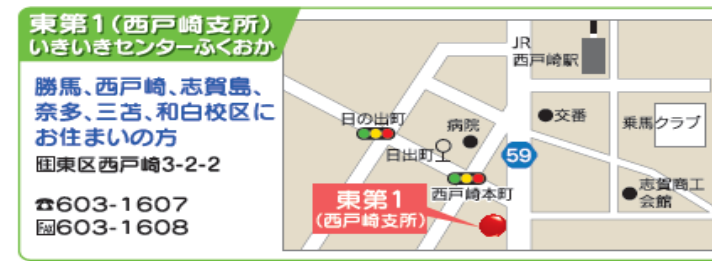 東第1(西戸崎支所)
いきいきセンターふくおか
勝馬、西戸崎、志賀島、
奈多、三苫、和白校区に
お住まいの方
住東区西戸崎3-2-2
☎603-1607
FAX603-1608
JR
西戸崎駅
日の出町
病院
交番
乗馬クラブ
日出町〒
59
西戸崎本町
志賀商工
会館
東第1
(西戸崎支所)